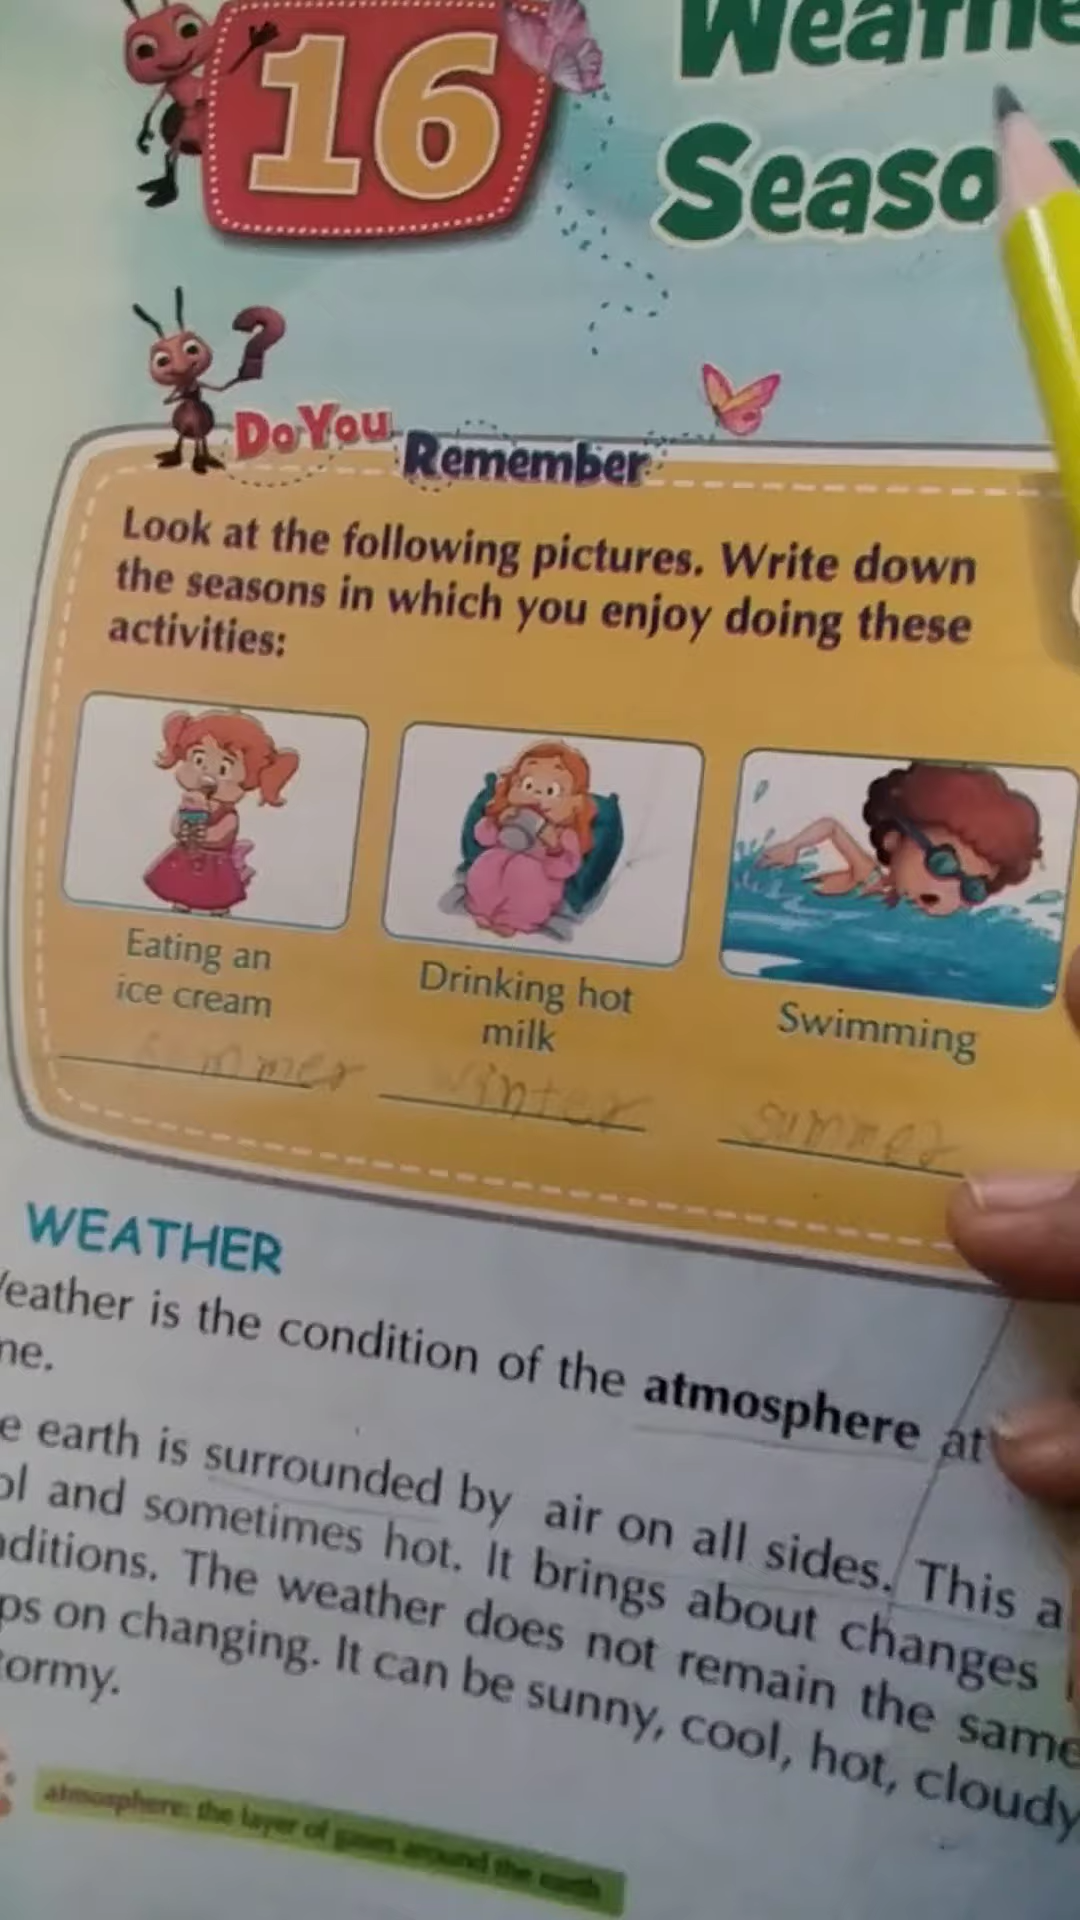 16
Weathe
Seaso
?
Do You Remember
Look at the following pictures. Write down
the seasons in which you enjoy doing these
activities:
Eating an
ice cream
Drinking hot
milk
Swimming
summer winter summer
WEATHER
eather is the condition of the atmosphere at
ne.
e earth is surrounded by air on all sides. This a
ol and sometimes hot. It brings about changes
nditions. The weather does not remain the same
ps on changing. It can be sunny, cool, hot, cloudy
ormy.
atmosphere: the layer of gases around the earth